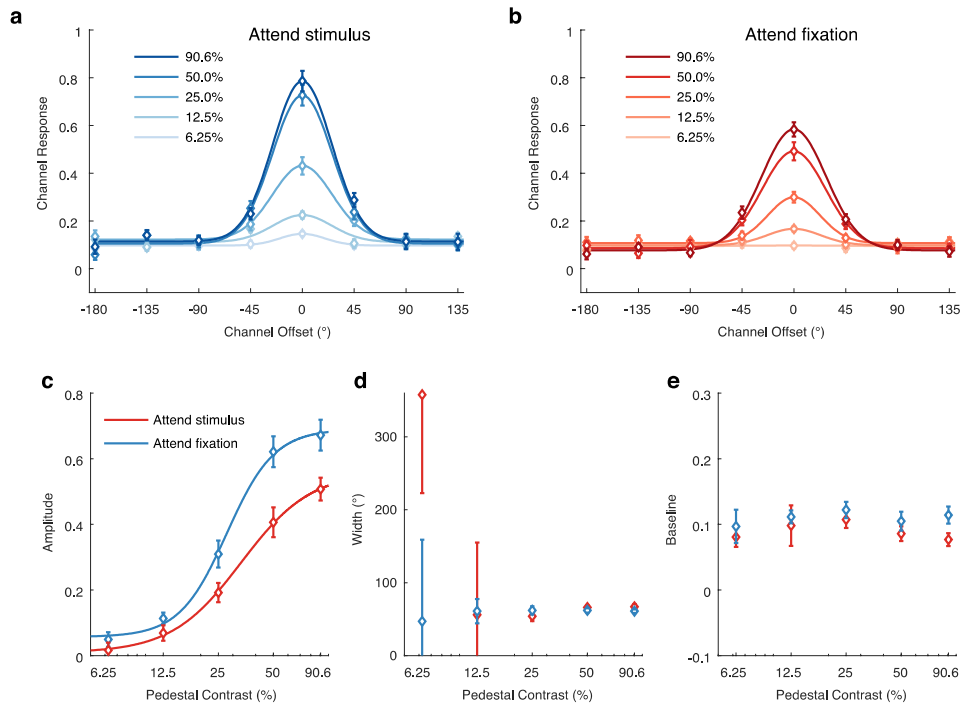 a
Attend stimulus
90.6%
50.0%
25.0%
12.5%
6.25%
Channel Response
1
0.8
0.6
0.4
0.2
0
-180 -135 -90 -45 0 45 90 135
Channel Offset (°)
b
Attend fixation
90.6%
50.0%
25.0%
12.5%
6.25%
Channel Response
1
0.8
0.6
0.4
0.2
0
-180 -135 -90 -45 0 45 90 135
Channel Offset (°)
c
Attend stimulus
Attend fixation
Amplitude
0.8
0.6
0.4
0.2
0
6.25 12.5 25 50 90.6
Pedestal Contrast (%)
d
Width (°)
300
200
100
0
6.25 12.5 25 50 90.6
Pedestal Contrast (%)
e
Baseline
0.3
0.2
0.1
0
-0.1
6.25 12.5 25 50 90.6
Pedestal Contrast (%)